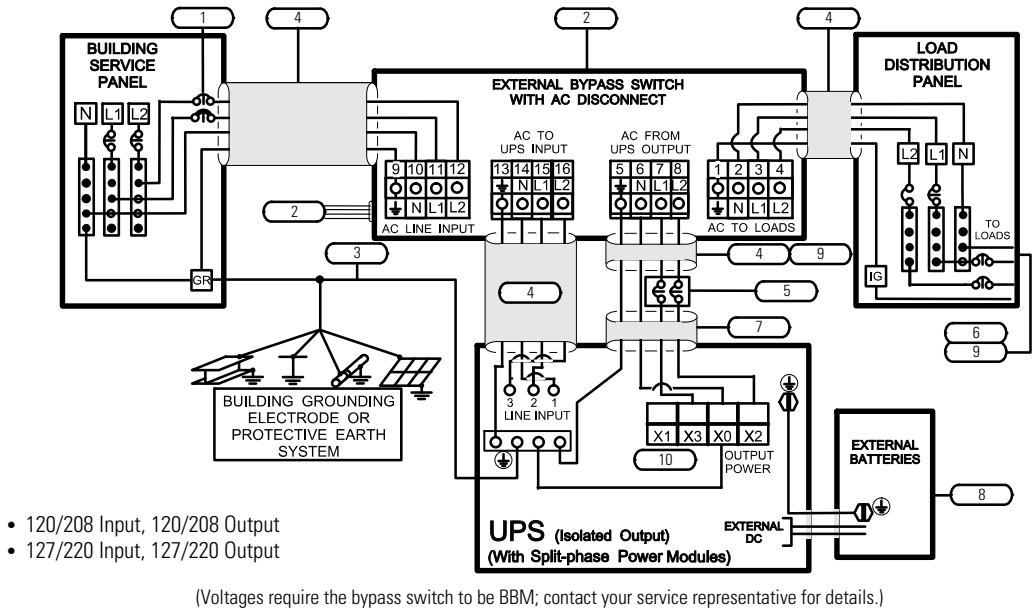 1
4
2
4
BUILDING
SERVICE
PANEL
N L1 L2
GR
EXTERNAL BYPASS SWITCH
WITH AC DISCONNECT
AC TO
UPS INPUT
13 14 15 16
N L1 L2
AC FROM
UPS OUTPUT
5 6 7 8
N L1 L2
9 10 11 12
N L1 L2
AC LINE INPUT
1 2 3 4
N L1 L2
AC TO LOADS
LOAD
DISTRIBUTION
PANEL
L2 L1 N
TO
LOADS
IG
2
3
4
4
9
5
7
6
9
BUILDING GROUNDING
ELECTRODE OR
PROTECTIVE EARTH
SYSTEM
3 2 1
LINE INPUT
X1 X3 X0 X2
10
OUTPUT
POWER
EXTERNAL
BATTERIES
8
UPS (Isolated Output)
(With Split-phase Power Modules)
EXTERNAL
DC
• 120/208 Input, 120/208 Output
• 127/220 Input, 127/220 Output
(Voltages require the bypass switch to be BBM; contact your service representative for details.)